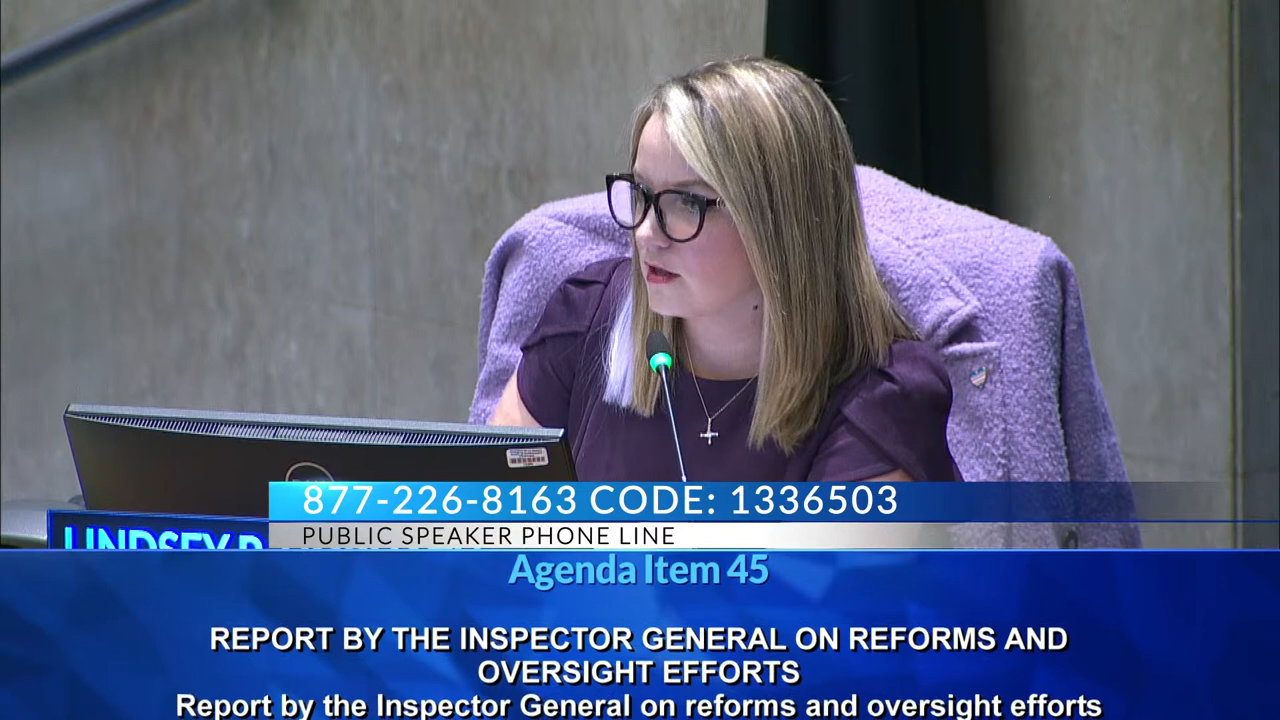 LINDSEY
877-226-8163 CODE: 1336503
PUBLIC SPEAKER PHONE LINE
Agenda Item 45
REPORT BY THE INSPECTOR GENERAL ON REFORMS AND
OVERSIGHT EFFORTS
Report by the Inspector General on reforms and oversight efforts